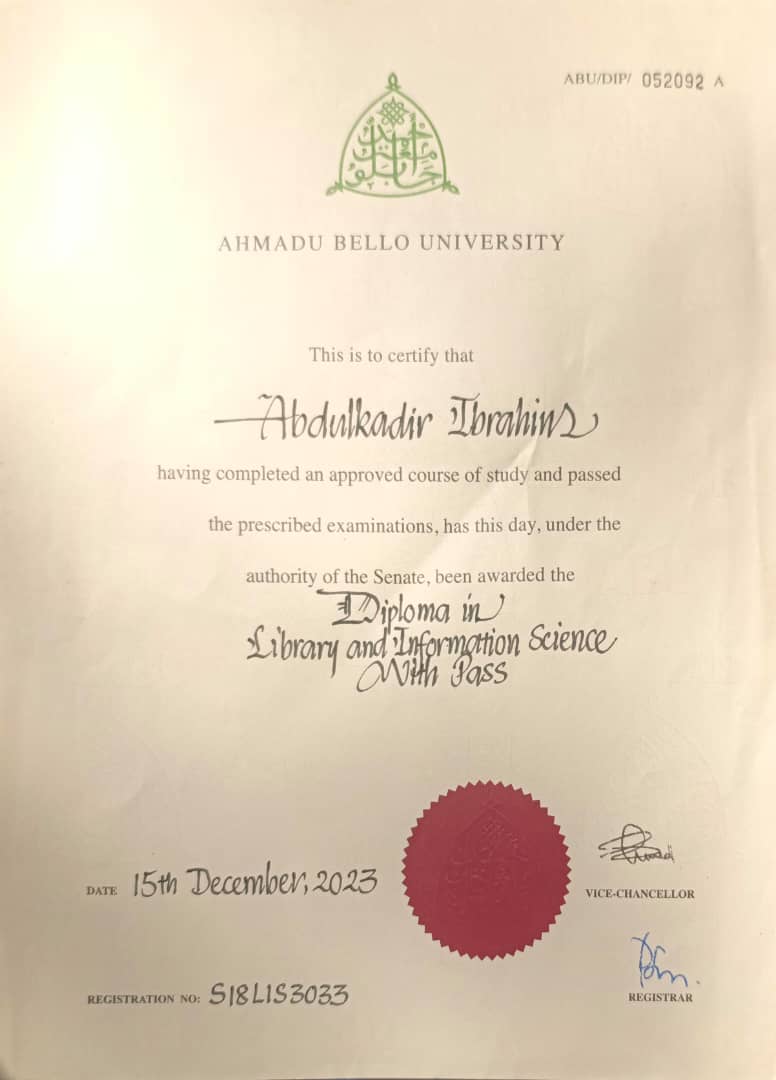 ABU/DIP/ 052092 A
AHMADU BELLO UNIVERSITY
This is to certify that
Abdulkadir Ibrahim
having completed an approved course of study and passed
the prescribed examinations, has this day, under the
authority of the Senate, been awarded the
Diploma in
Library and Information Science
With Pass
DATE 15th December, 2023
VICE-CHANCELLOR
REGISTRATION NO: S18LIS3033
REGISTRAR